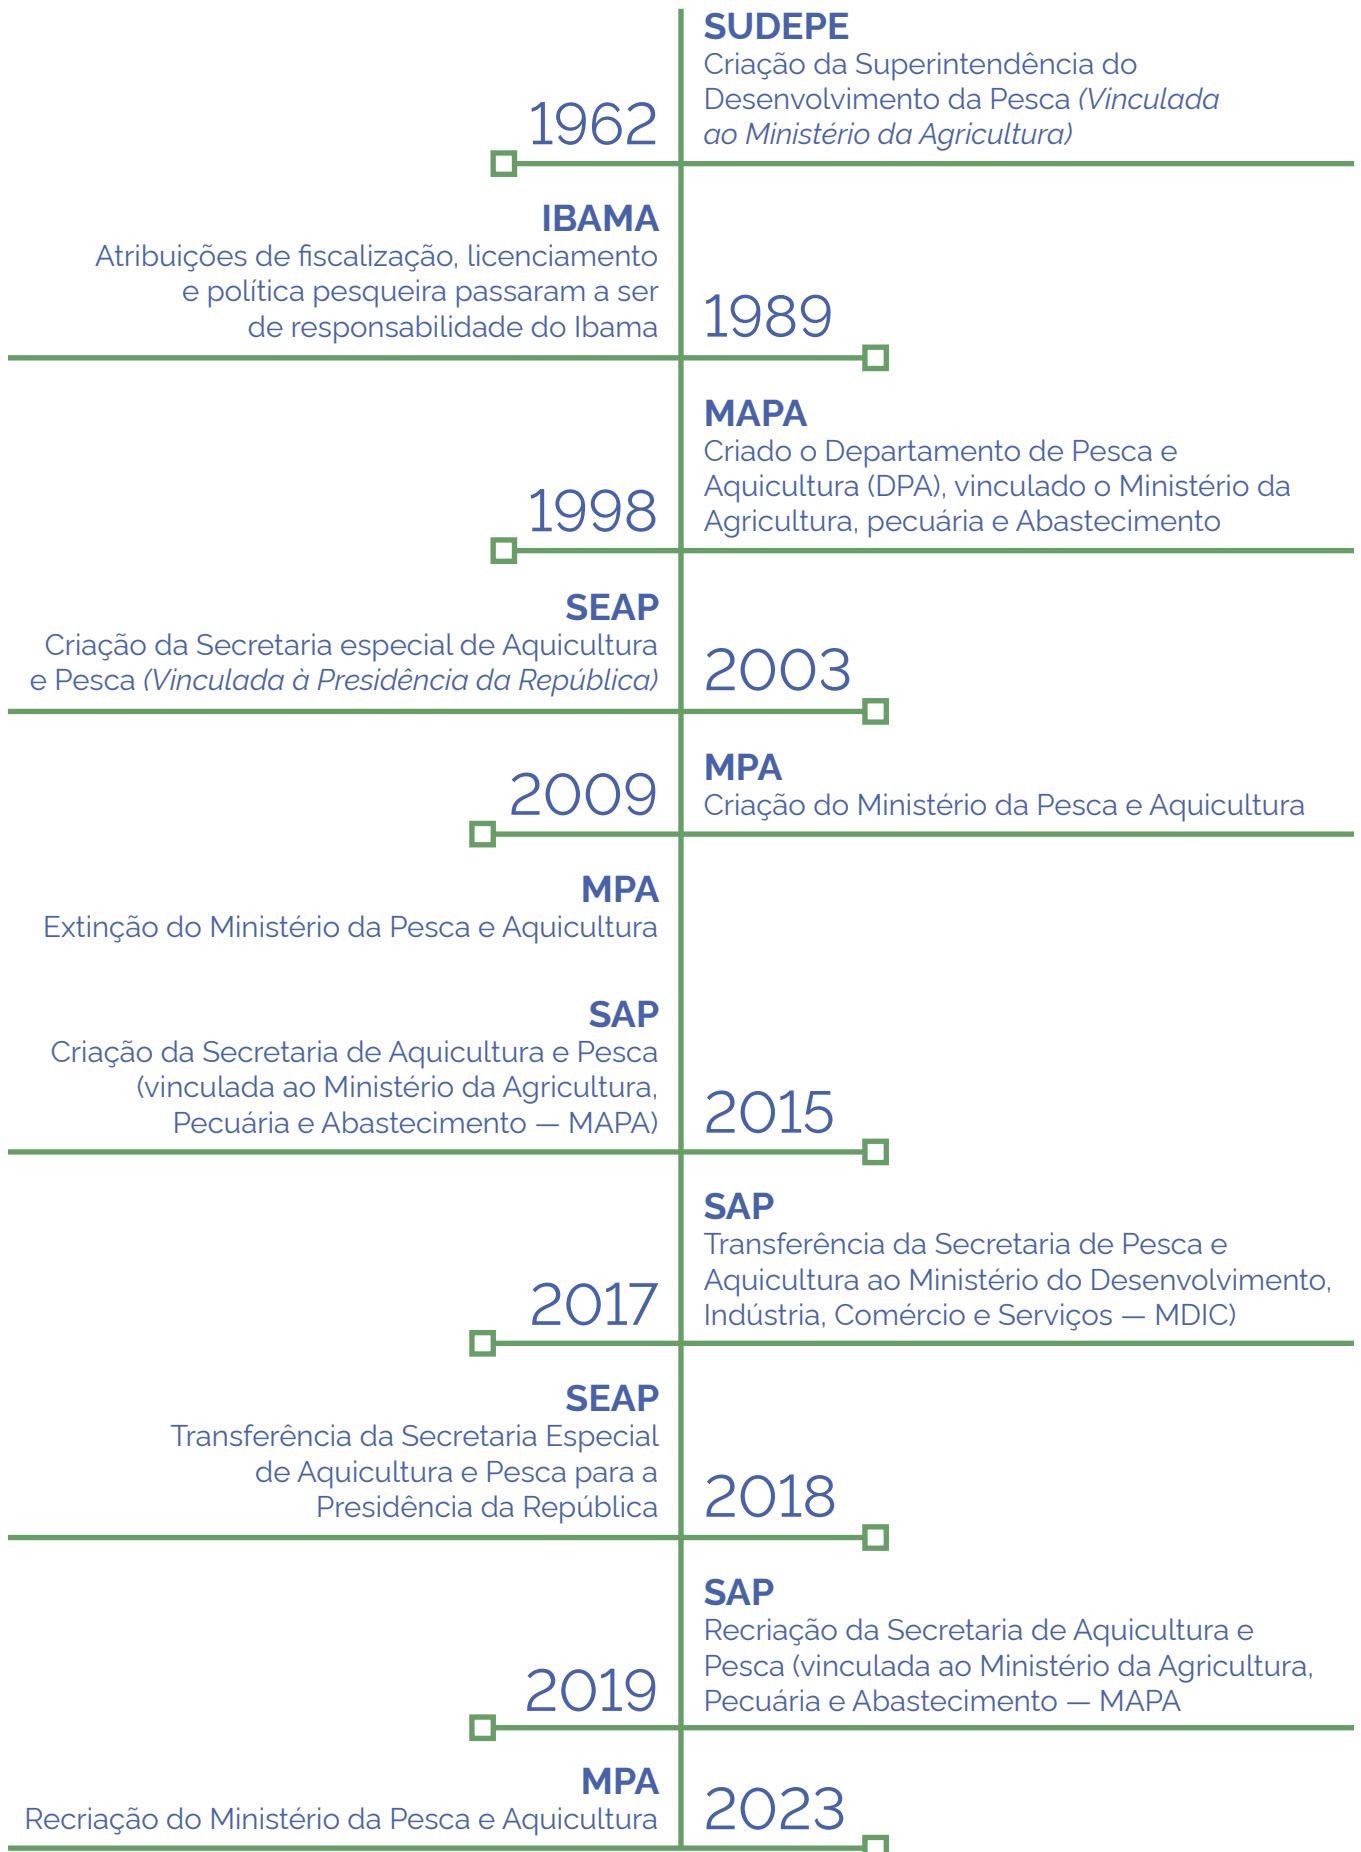 SUDEPE
Criação da Superintendência do
Desenvolvimento da Pesca (Vinculada
ao Ministério da Agricultura)
1962
IBAMA
Atribuições de fiscalização, licenciamento
e política pesqueira passaram a ser
de responsabilidade do Ibama
1989
MAPA
Criado o Departamento de Pesca e
Aquicultura (DPA), vinculado o Ministério da
Agricultura, pecuária e Abastecimento
1998
SEAP
Criação da Secretaria especial de Aquicultura
e Pesca (Vinculada à Presidência da República)
2003
MPA
Criação do Ministério da Pesca e Aquicultura
2009
MPA
Extinção do Ministério da Pesca e Aquicultura
SAP
Criação da Secretaria de Aquicultura e Pesca
(vinculada ao Ministério da Agricultura,
Pecuária e Abastecimento — MAPA)
2015
SAP
Transferência da Secretaria de Pesca e
Aquicultura ao Ministério do Desenvolvimento,
Indústria, Comércio e Serviços — MDIC)
2017
SEAP
Transferência da Secretaria Especial
de Aquicultura e Pesca para a
Presidência da República
2018
SAP
Recriação da Secretaria de Aquicultura e
Pesca (vinculada ao Ministério da Agricultura,
Pecuária e Abastecimento — MAPA
2019
MPA
Recriação do Ministério da Pesca e Aquicultura
2023